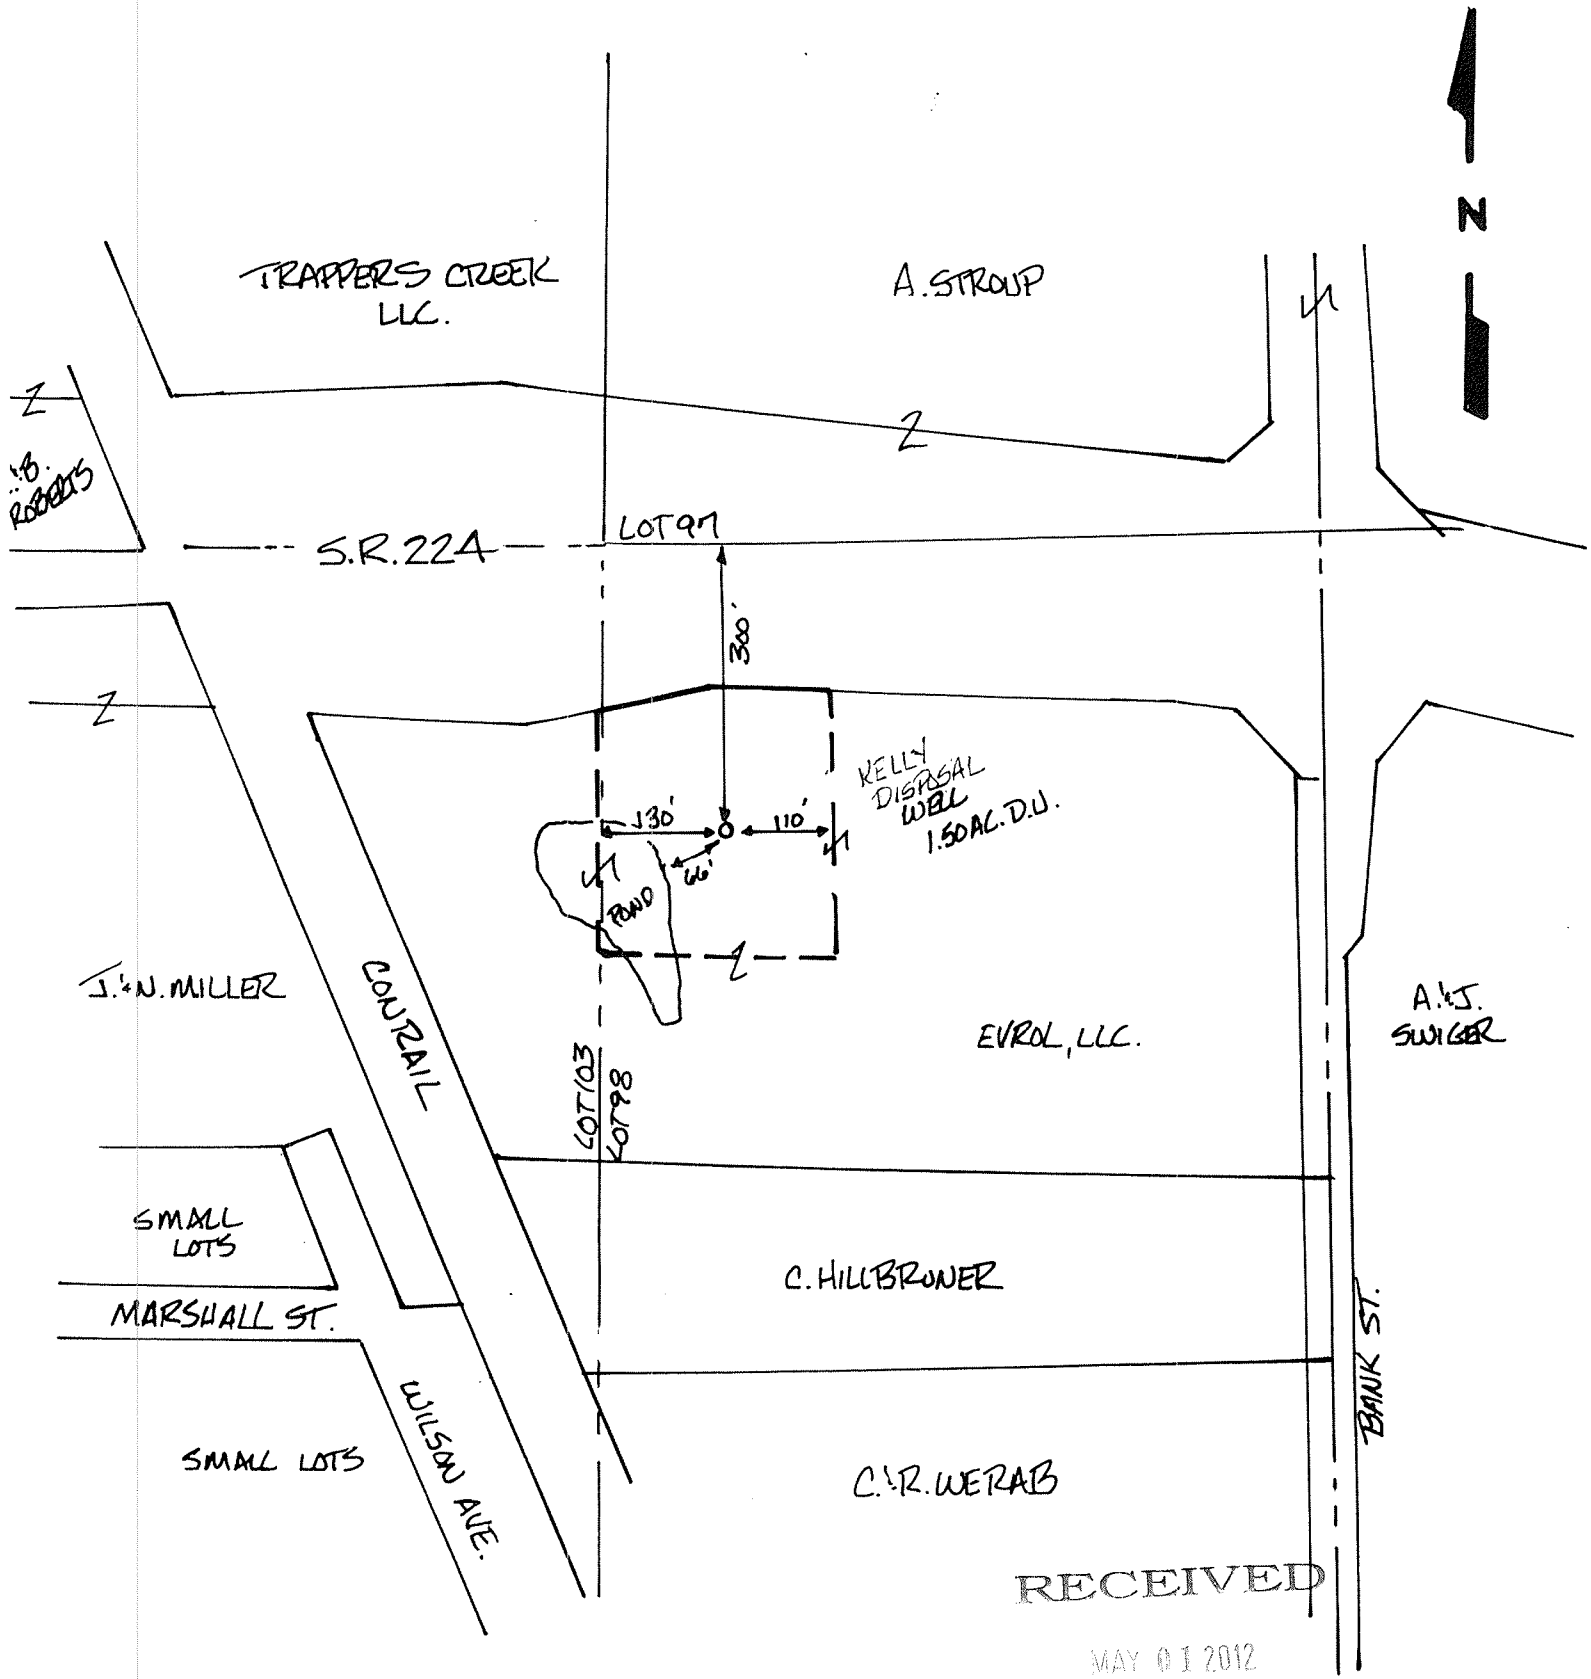 N
TRAPPERS CREEK
LLC.
A. STROUP
&B.
ROBERTS
LOT 97
S.R. 224
300'
KELLY
DISPOSAL
WELL
1.50 AC. D.U.
130'
110'
66'
POND
J. & N. MILLER
CONRAIL
EVROL, LLC.
A. & J.
SWIGER
LOT 103
LOT 98
SMALL
LOTS
C. HILLBRUNER
MARSHALL ST.
BANK ST.
WILSON AVE.
SMALL LOTS
C. & R. WERAB
RECEIVED
MAY 01 2012